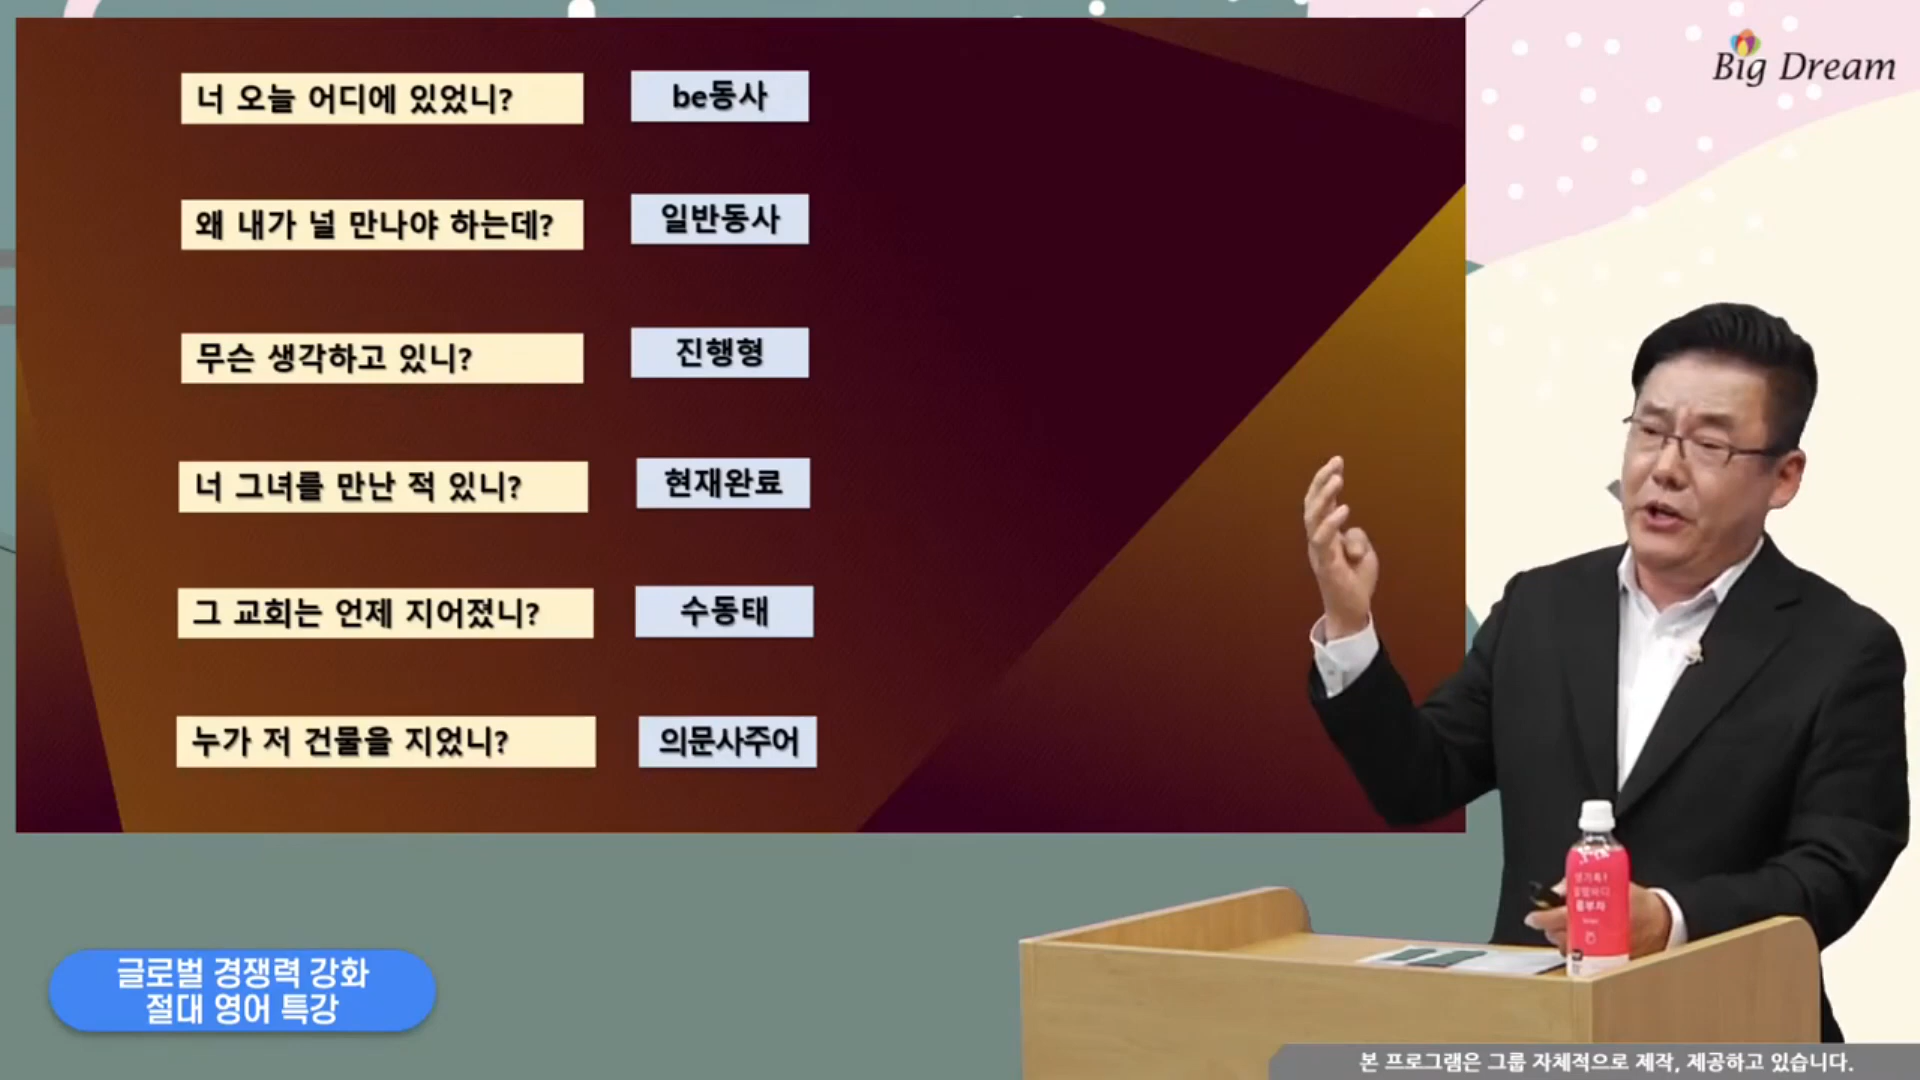 Big Dream
너 오늘 어디에 있었니? be동사
왜 내가 널 만나야 하는데? 일반동사
무슨 생각하고 있니? 진행형
너 그녀를 만난 적 있니? 현재완료
그 교회는 언제 지어졌니? 수동태
누가 저 건물을 지었니? 의문사주어
글로벌 경쟁력 강화
절대 영어 특강
본 프로그램은 그룹 자체적으로 제작, 제공하고 있습니다.